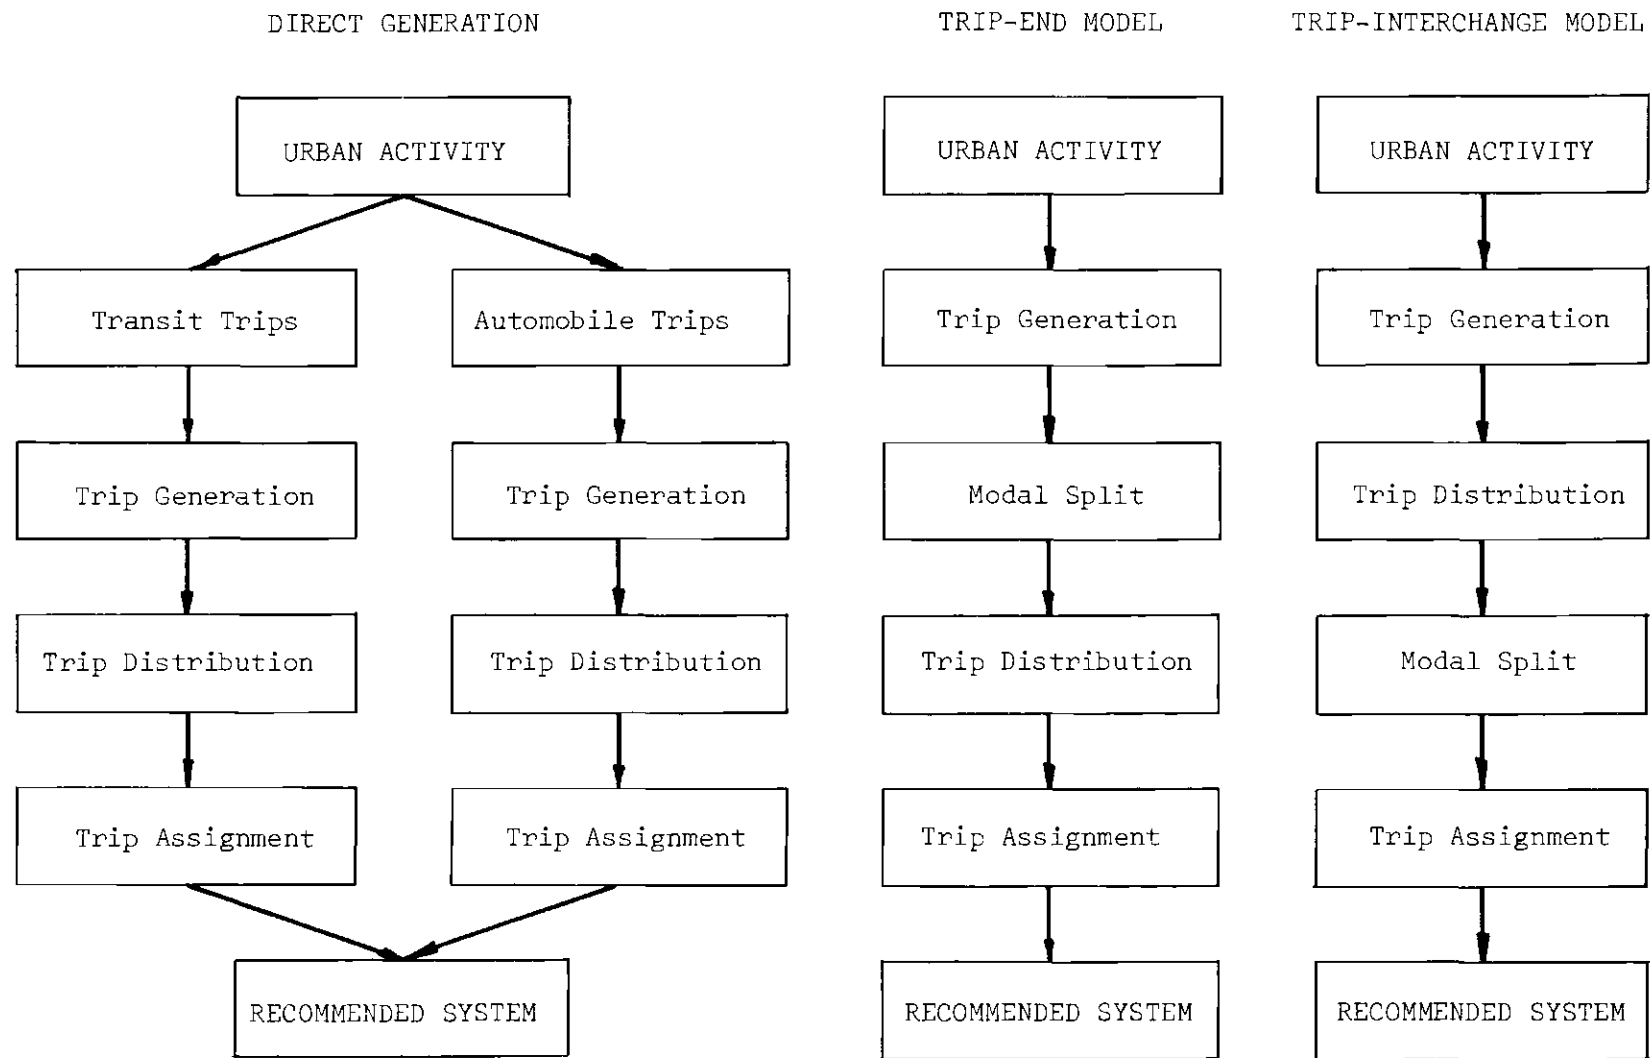 DIRECT GENERATION
URBAN ACTIVITY
Transit Trips
Automobile Trips
Trip Generation
Trip Generation
Trip Distribution
Trip Distribution
Trip Assignment
Trip Assignment
RECOMMENDED SYSTEM
TRIP-END MODEL
URBAN ACTIVITY
Trip Generation
Modal Split
Trip Distribution
Trip Assignment
RECOMMENDED SYSTEM
TRIP-INTERCHANGE MODEL
URBAN ACTIVITY
Trip Generation
Trip Distribution
Modal Split
Trip Assignment
RECOMMENDED SYSTEM